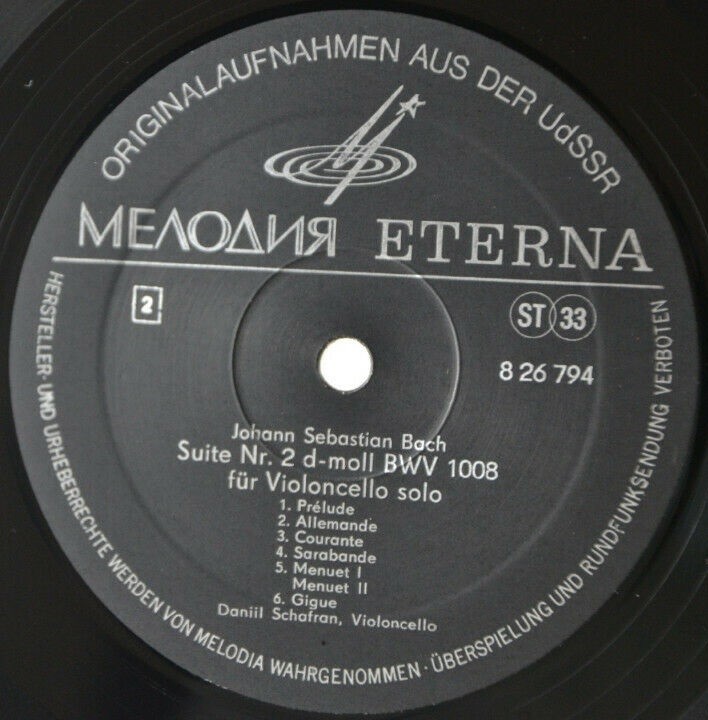 ORIGINALAUFNAHMEN AUS DER UdSSR
МЕЛОДИЯ ETERNA
2
ST 33
8 26 794
Johann Sebastian Bach
Suite Nr. 2 d-moll BWV 1008
für Violoncello solo
1. Prélude
2. Allemande
3. Courante
4. Sarabande
5. Menuet I
Menuet II
6. Gigue
Daniil Schafran, Violoncello
HERSTELLER- UND URHEBERRECHTE WERDEN VON MELODIA WAHRGENOMMEN · ÜBERSPIELUNG UND RUNDFUNKSENDUNG VERBOTEN